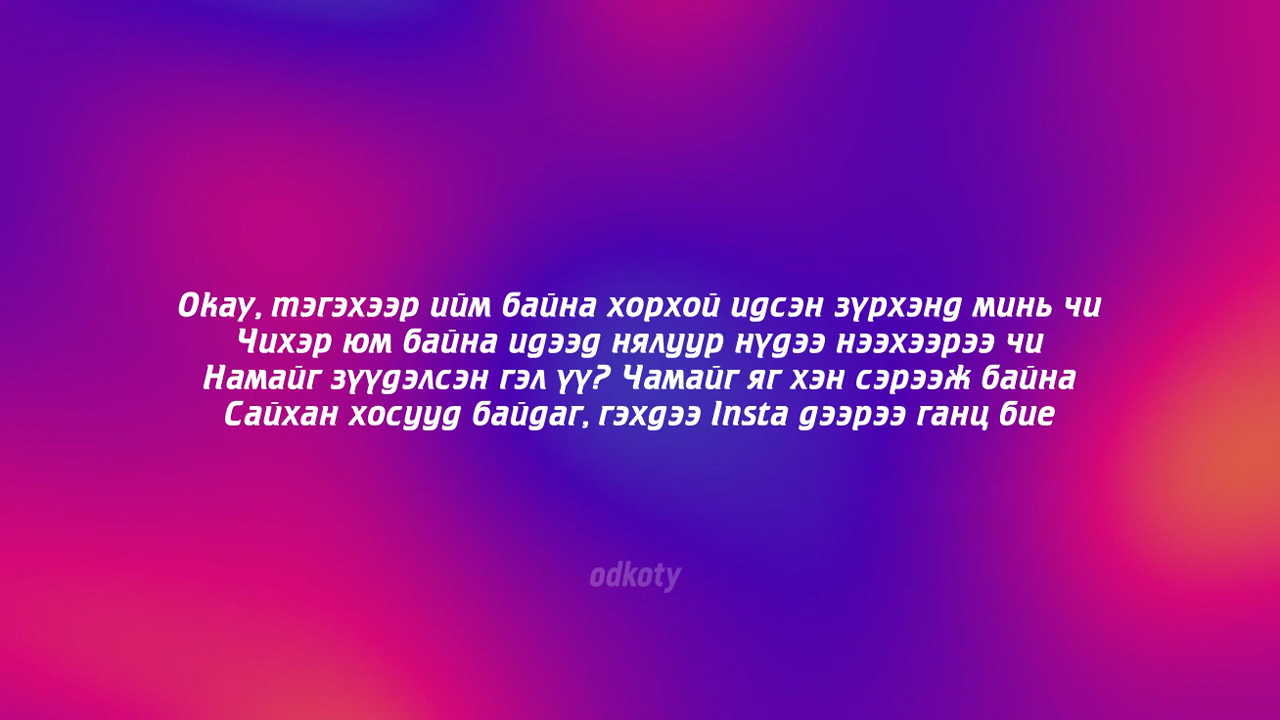 Okay, тэгэхээр ийм байна хорхой идсэн зүрхэнд минь чи
Чихэр юм байна идээд нялуур нүдээ нээхээрээ чи
Намайг зүүдэлсэн гэл үү? Чамайг яг хэн сэрээж байна
Сайхан хосууд байдаг, гэхдээ Insta дээрээ ганц бие
odkoty